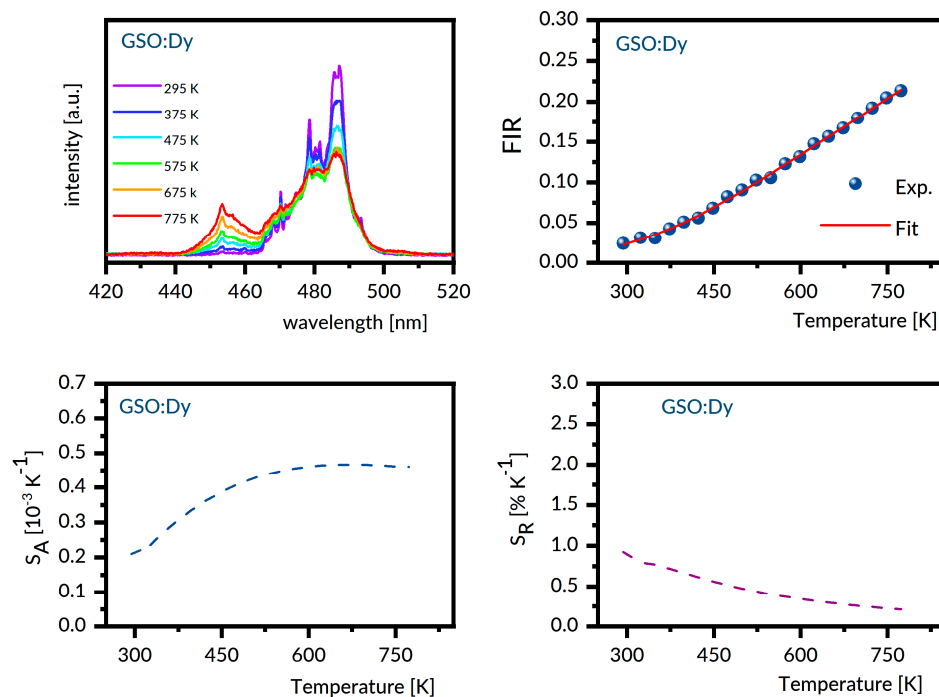 GSO:Dy
intensity [a.u.]
295 K
375 K
475 K
575 K
675 k
775 K
420 440 460 480 500 520
wavelength [nm]
GSO:Dy
FIR
0.30
0.25
0.20
0.15
0.10
0.05
0.00
Exp.
Fit
300 450 600 750
Temperature [K]
GSO:Dy
S_A [10⁻³ K⁻¹]
0.7
0.6
0.5
0.4
0.3
0.2
0.1
0.0
300 450 600 750
Temperature [K]
GSO:Dy
S_R [% K⁻¹]
3.0
2.5
2.0
1.5
1.0
0.5
0.0
300 450 600 750
Temperature [K]